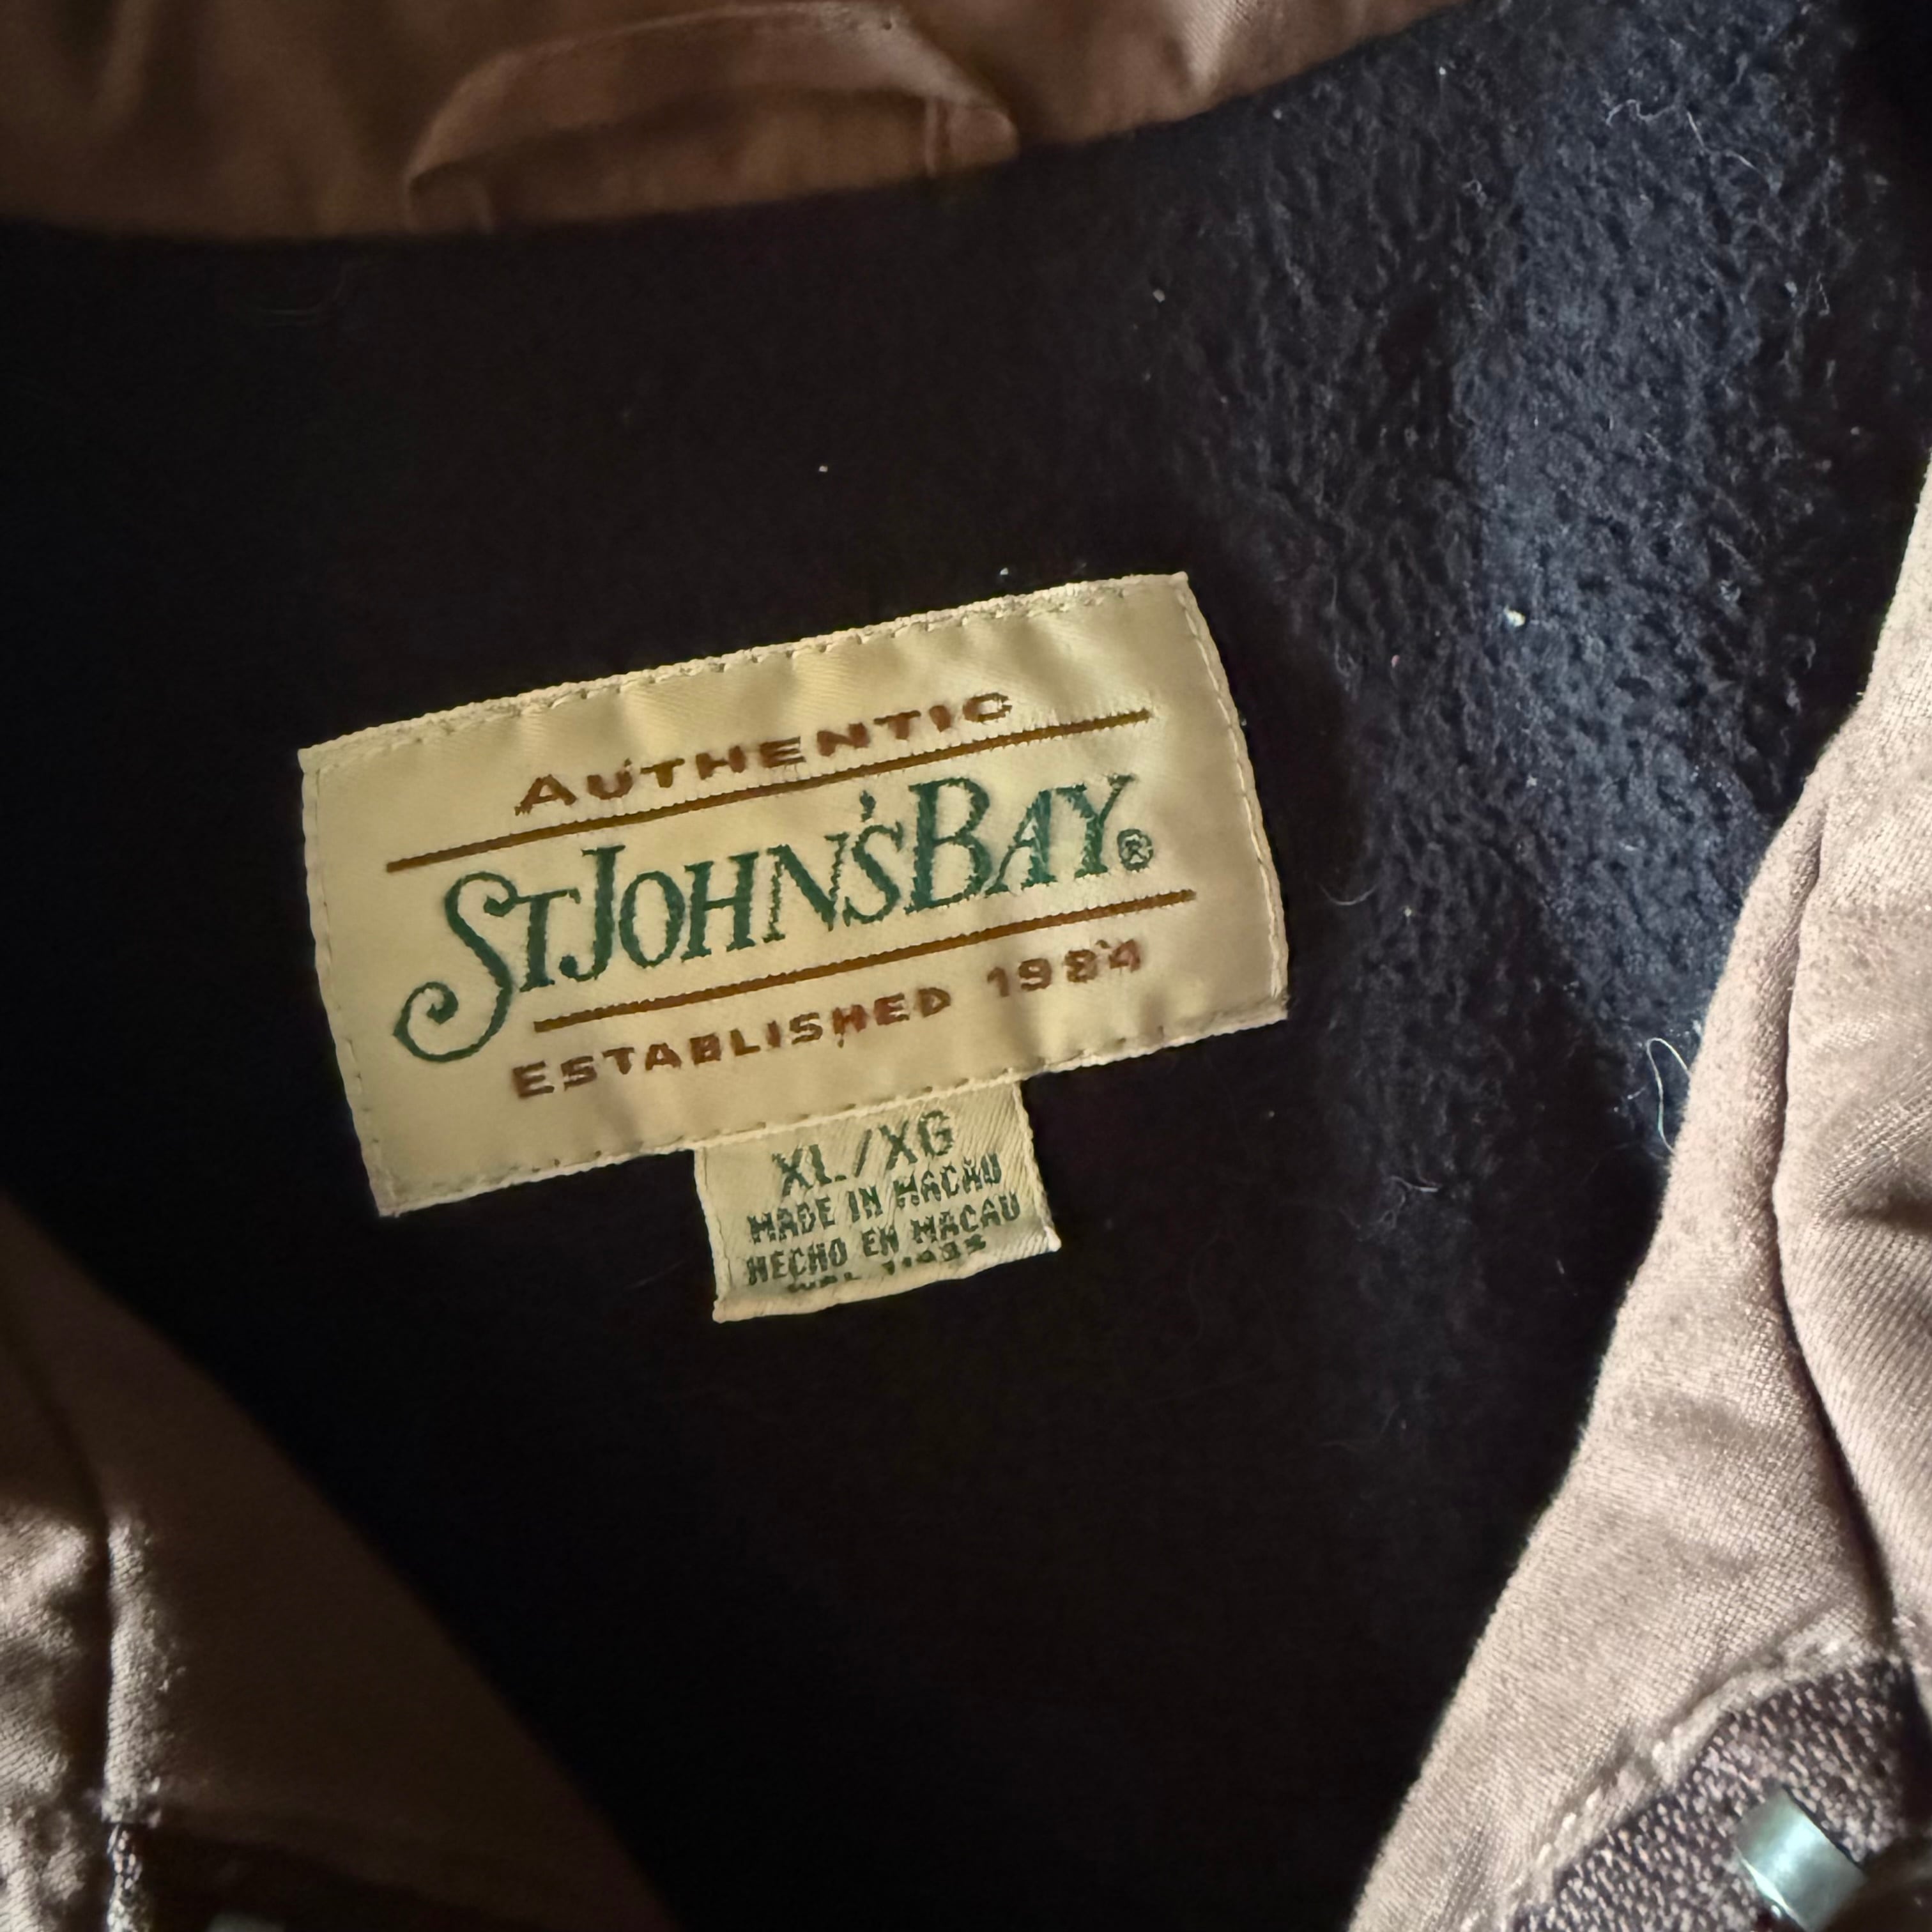 AUTHENTIC
ST JOHN'S BAY®
ESTABLISHED 1984
XL/XG
MADE IN MACAU
HECHO EN MACAU